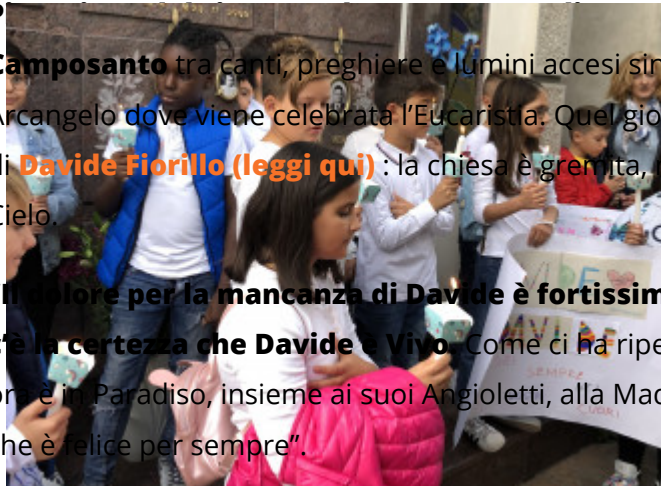 Camposanto tra canti, preghiere e lumini accesi sin
Arcangelo dove viene celebrata l’Eucaristia. Quel gio
di Davide Fiorillo (leggi qui) : la chiesa è gremita, i
Cielo.
Il dolore per la mancanza di Davide è fortissim
c’è la certezza che Davide è Vivo. Come ci ha ripe
ora è in Paradiso, insieme ai suoi Angioletti, alla Mad
che è felice per sempre”.
SEMPRE
CUORI